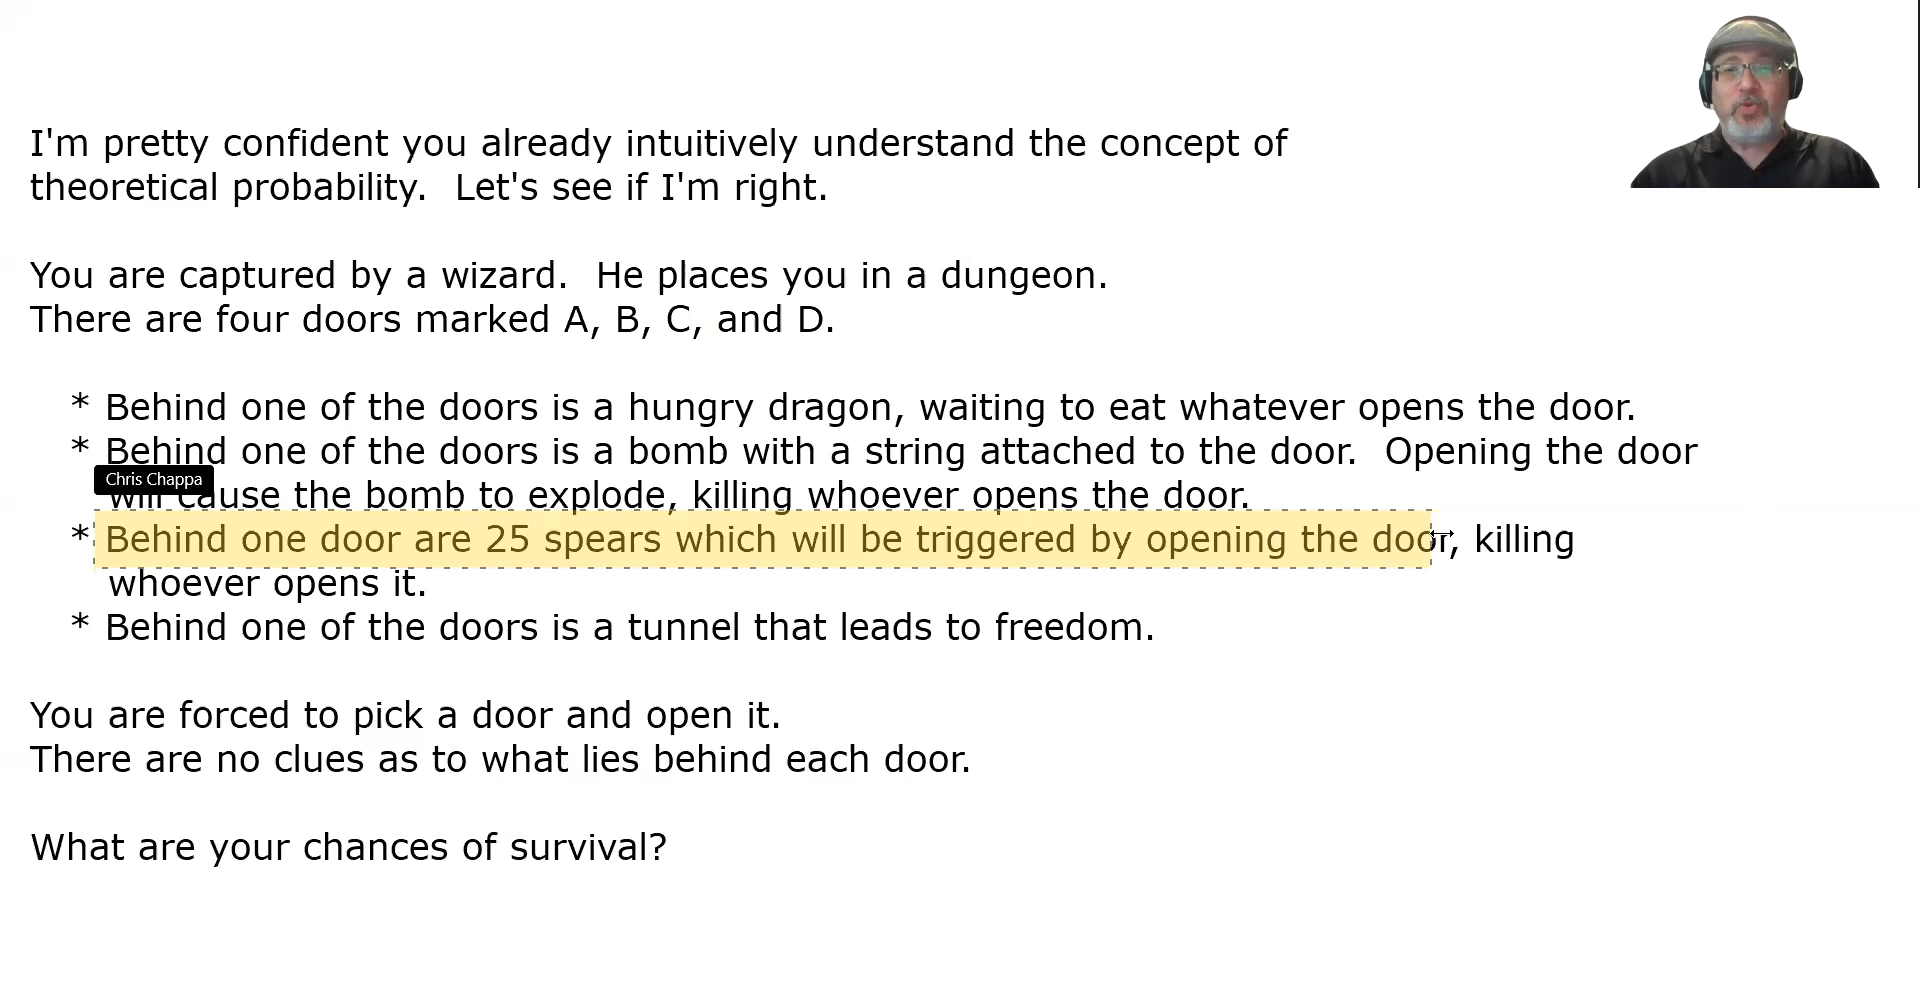 I'm pretty confident you already intuitively understand the concept of
theoretical probability.  Let's see if I'm right.
You are captured by a wizard.  He places you in a dungeon.
There are four doors marked A, B, C, and D.
* Behind one of the doors is a hungry dragon, waiting to eat whatever opens the door.
* Behind one of the doors is a bomb with a string attached to the door.  Opening the door
Chris Chappa
will cause the bomb to explode, killing whoever opens the door.
* Behind one door are 25 spears which will be triggered by opening the door, killing
whoever opens it.
* Behind one of the doors is a tunnel that leads to freedom.
You are forced to pick a door and open it.
There are no clues as to what lies behind each door.
What are your chances of survival?